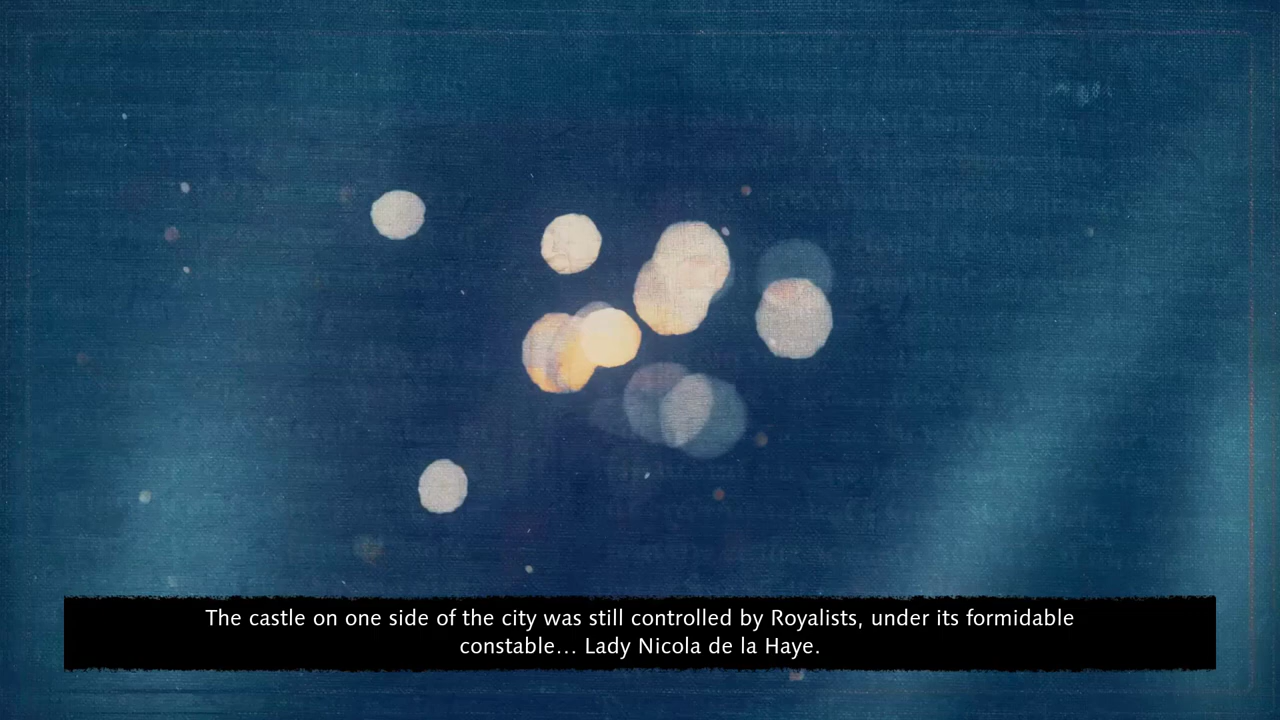 The castle on one side of the city was still controlled by Royalists, under its formidable
constable... Lady Nicola de la Haye.